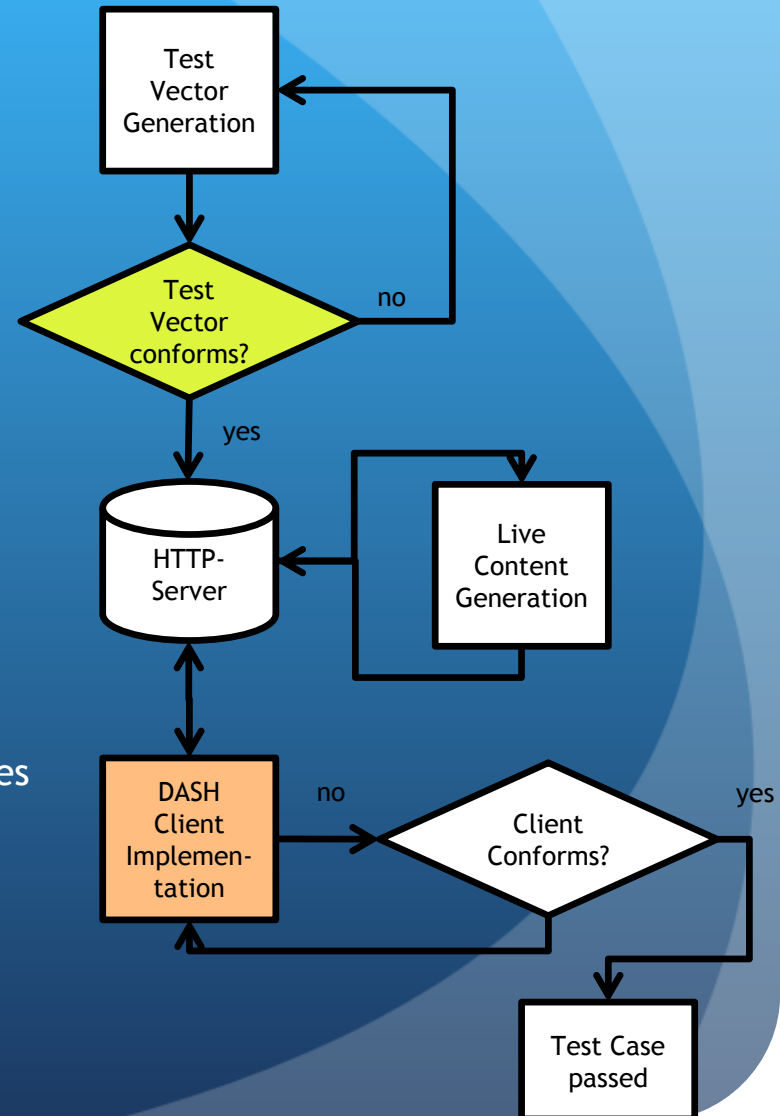 Test
Vector
Generation
Test
Vector
conforms?
no
yes
HTTP-
Server
Live
Content
Generation
es
DASH
Client
Implemen-
tation
no
Client
Conforms?
yes
Test Case
passed